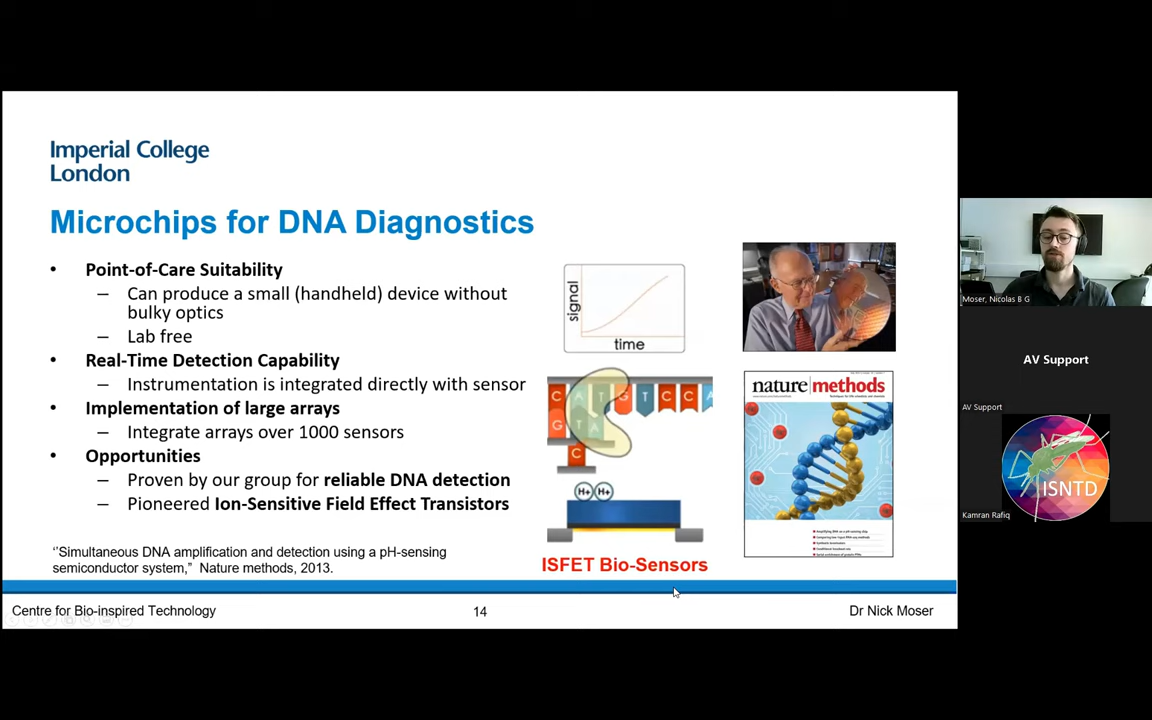 Imperial College
London
Microchips for DNA Diagnostics
• Point-of-Care Suitability
– Can produce a small (handheld) device without
bulky optics
– Lab free
• Real-Time Detection Capability
– Instrumentation is integrated directly with sensor
• Implementation of large arrays
– Integrate arrays over 1000 sensors
• Opportunities
– Proven by our group for reliable DNA detection
– Pioneered Ion-Sensitive Field Effect Transistors
‘’Simultaneous DNA amplification and detection using a pH-sensing
semiconductor system,” Nature methods, 2013.
signal
time
C A T G T C C A
G T A
C
H+ H+
ISFET Bio-Sensors
nature methods
Centre for Bio-inspired Technology
14
Dr Nick Moser
Moser, Nicolas B G
AV Support
AV Support
ISNTD
Kamran Rafiq